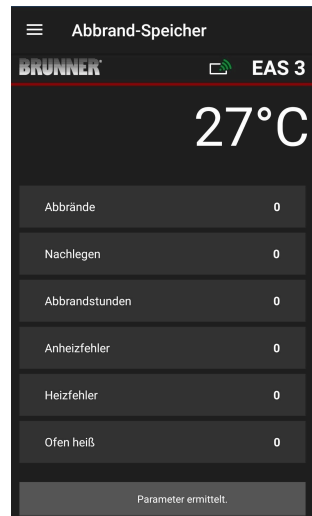 Abbrand-Speicher
BRUNNER
EAS 3
27°C
Abbrände 0
Nachlegen 0
Abbrandstunden 0
Anheizfehler 0
Heizfehler 0
Ofen heiß 0
Parameter ermittelt.